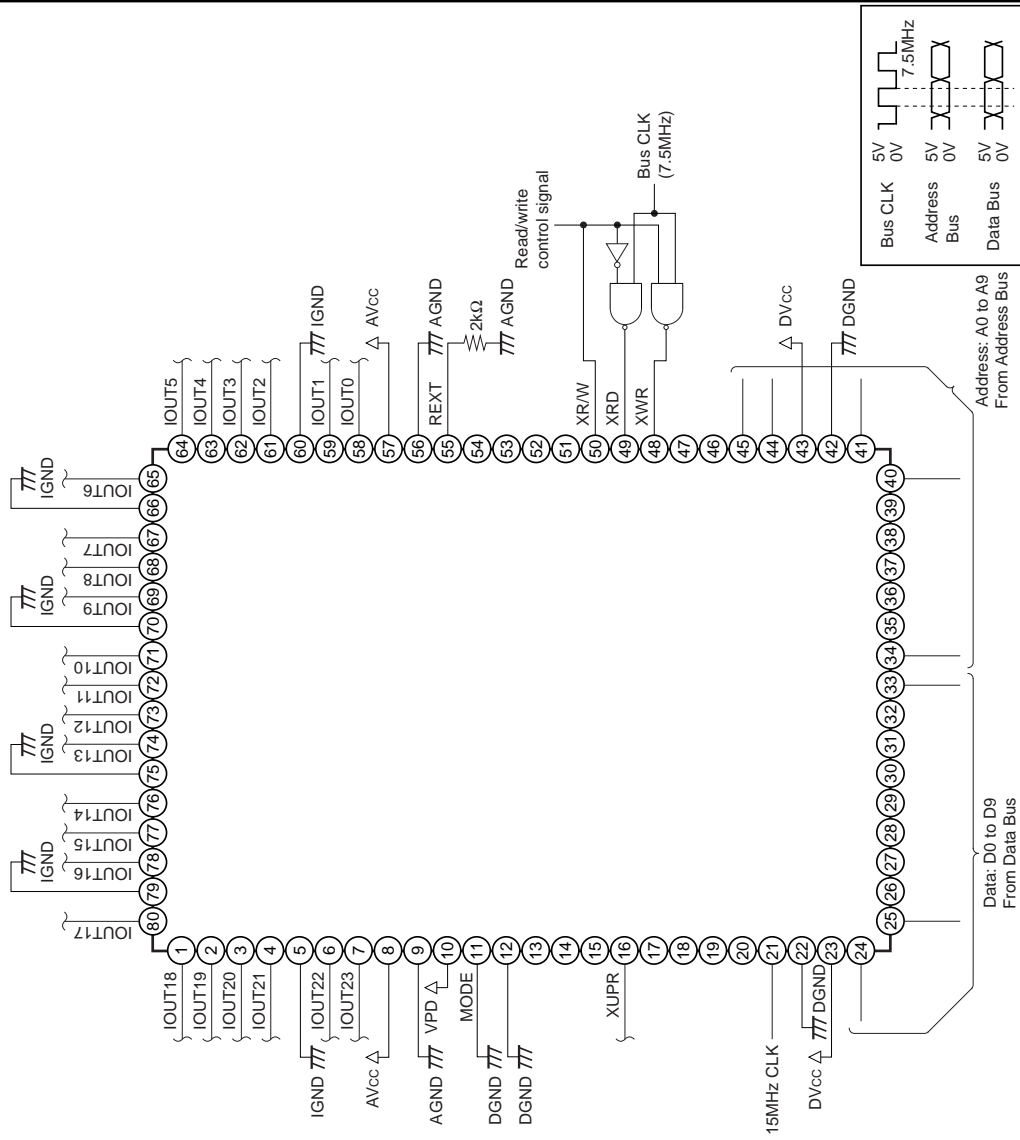 IGND
IOUT6
IOUT7
IOUT8
IGND
IOUT9
IOUT10
IOUT11
IOUT12
IGND
IOUT13
IOUT14
IOUT15
IGND
IOUT16
IOUT17
65
66
67
68
69
70
71
72
73
74
75
76
77
78
79
80
IOUT5
64
IOUT4
63
IOUT3
62
IOUT2
61
IGND
60
IOUT1
59
IOUT0
58
AVcc
57
AGND
56
REXT
55
2kΩ
AGND
54
53
52
51
Read/write
control signal
Bus CLK
(7.5MHz)
XR/W
50
XRD
49
XWR
48
47
46
45
44
DVcc
43
DGND
42
41
IOUT18
1
IOUT19
2
IOUT20
3
IOUT21
4
IGND
5
IOUT22
6
IOUT23
7
AVcc
8
AGND
9
VPD
10
MODE
11
DGND
12
DGND
13
14
15
XUPR
16
17
18
19
20
15MHz CLK
21
22
DGND
DVcc
23
24
25
26
27
28
29
30
31
32
33
34
35
36
37
38
39
40
Data: D0 to D9
From Data Bus
Address: A0 to A9
From Address Bus
Bus CLK
5V
0V
7.5MHz
Address
Bus
5V
0V
Data Bus
5V
0V